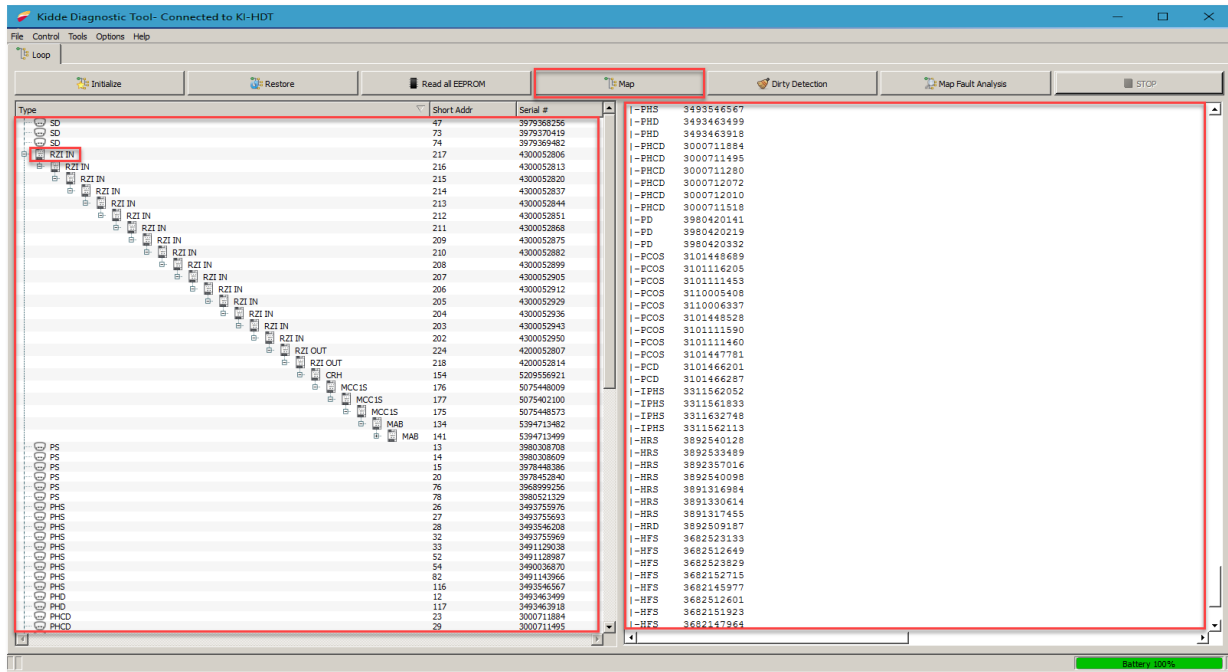 Kidde Diagnostic Tool- Connected to KI-HDT
File Control Tools Options Help
Loop
Initialize Restore Read all EEPROM Map Dirty Detection Map Fault Analysis STOP
Type Short Addr Serial #
SD 47 3979368256
SD 73 3979370419
SD 74 3979369482
RZI IN 217 4300052806
RZI IN 216 4300052813
RZI IN 215 4300052820
RZI IN 214 4300052837
RZI IN 213 4300052844
RZI IN 212 4300052851
RZI IN 211 4300052868
RZI IN 209 4300052875
RZI IN 210 4300052882
RZI IN 208 4300052899
RZI IN 207 4300052905
RZI IN 206 4300052912
RZI IN 205 4300052929
RZI IN 204 4300052936
RZI IN 203 4300052943
RZI IN 202 4300052950
RZI OUT 224 4200052807
RZI OUT 218 4200052814
CRH 154 5209556921
MCC1S 176 5075448009
MCC1S 177 5075402100
MCC1S 175 5075448573
MAB 134 5394713482
MAB 141 5394713499
PS 13 3980308708
PS 14 3980308609
PS 15 3978448386
PS 20 3978452840
PS 76 3968999256
PS 78 3980521329
PHS 26 3493755976
PHS 27 3493755693
PHS 28 3493546208
PHS 32 3493755969
PHS 33 3491129038
PHS 52 3491128987
PHS 54 3490036870
PHS 82 3491143966
PHS 116 3493546567
PHD 12 3493463499
PHD 117 3493463918
PHCD 23 3000711884
PHCD 29 3000711495
|-PHS 3493546567
|-PHD 3493463499
|-PHD 3493463918
|-PHCD 3000711884
|-PHCD 3000711495
|-PHCD 3000711280
|-PHCD 3000712072
|-PHCD 3000712010
|-PHCD 3000711518
|-PD 3980420141
|-PD 3980420219
|-PD 3980420332
|-PCOS 3101448689
|-PCOS 3101116205
|-PCOS 3101111453
|-PCOS 3110005408
|-PCOS 3110006337
|-PCOS 3101448528
|-PCOS 3101111590
|-PCOS 3101111460
|-PCOS 3101447781
|-PCD 3101466201
|-PCD 3101466287
|-IPHS 3311562052
|-IPHS 3311561833
|-IPHS 3311632748
|-IPHS 3311562113
|-HRS 3892540128
|-HRS 3892533489
|-HRS 3892357016
|-HRS 3892540098
|-HRS 3891316984
|-HRS 3891330614
|-HRS 3891317455
|-HRD 3892509187
|-HFS 3682523133
|-HFS 3682512649
|-HFS 3682523829
|-HFS 3682152715
|-HFS 3682145977
|-HFS 3682512601
|-HFS 3682151923
|-HFS 3682147964
Battery 100%